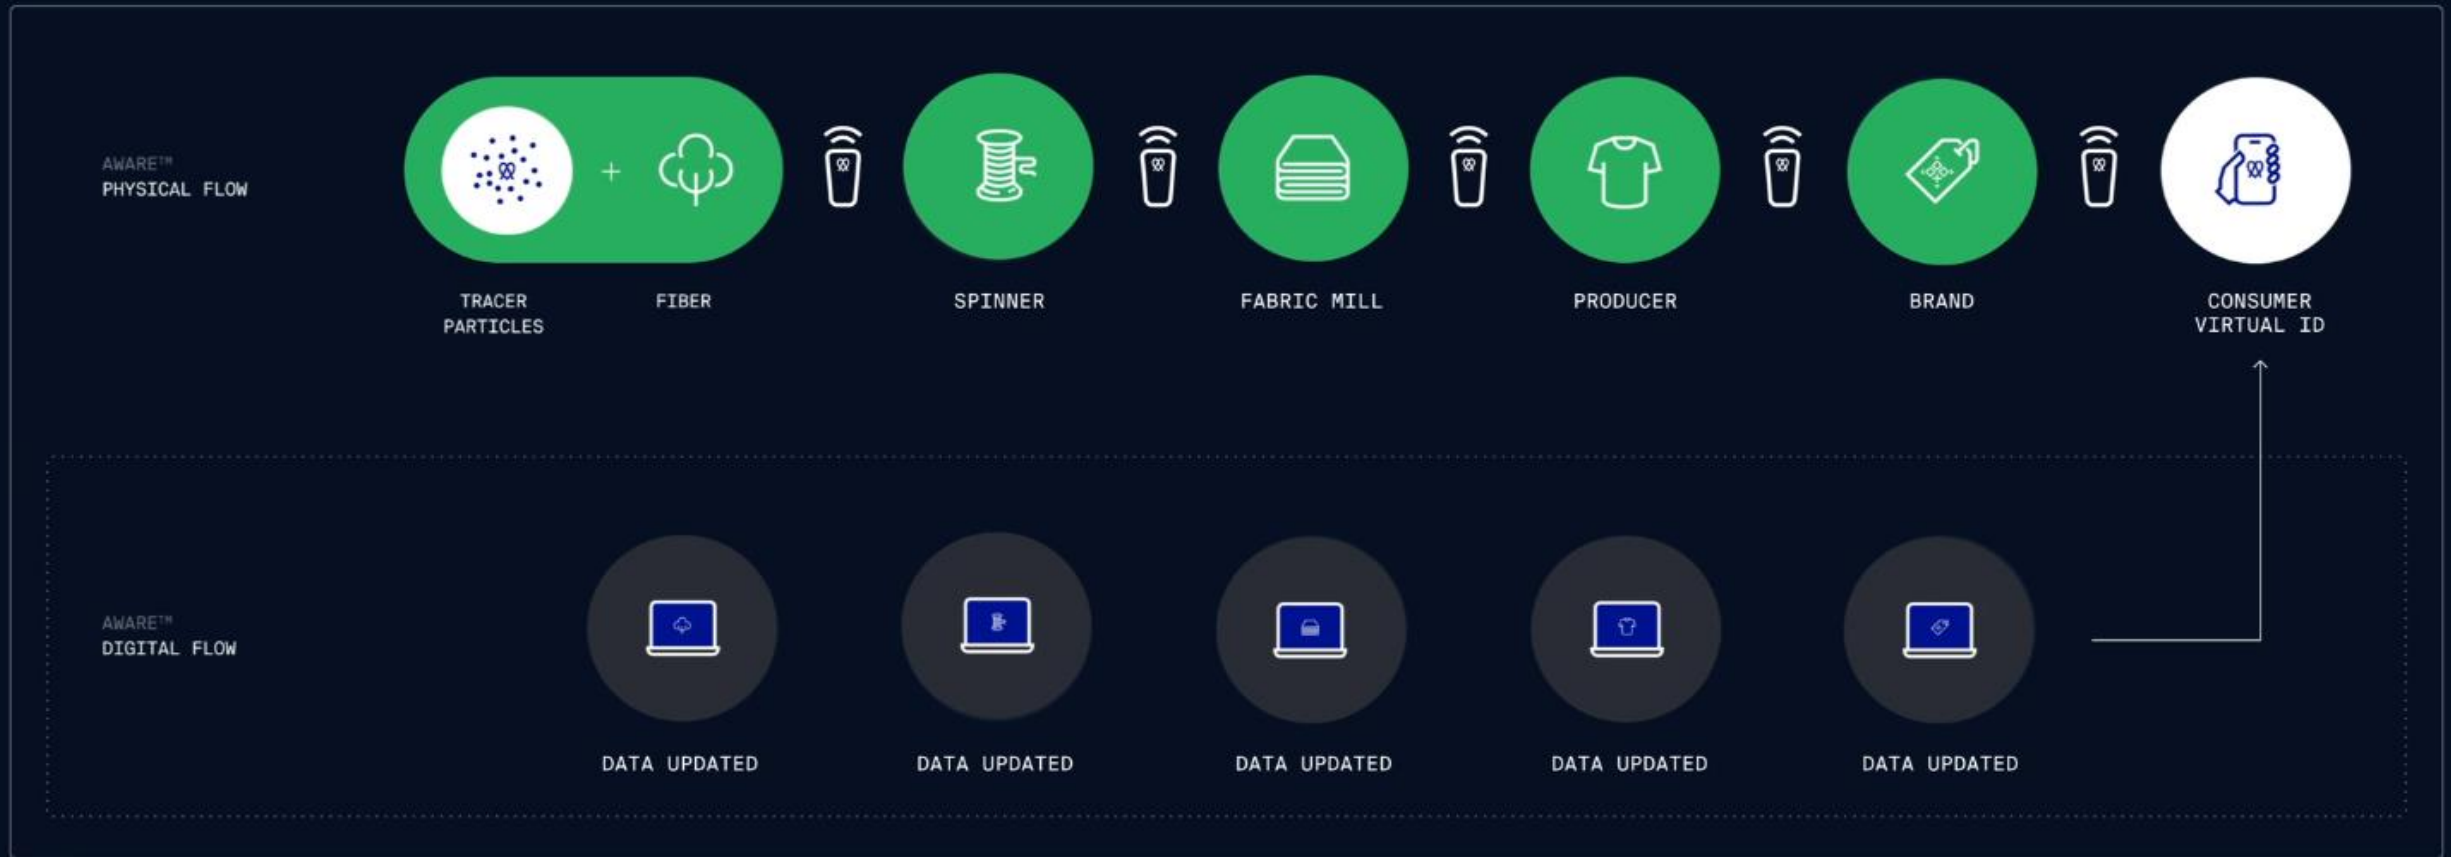 AWARE™
PHYSICAL FLOW
TRACER
PARTICLES
FIBER
SPINNER
FABRIC MILL
PRODUCER
BRAND
CONSUMER
VIRTUAL ID
AWARE™
DIGITAL FLOW
DATA UPDATED
DATA UPDATED
DATA UPDATED
DATA UPDATED
DATA UPDATED